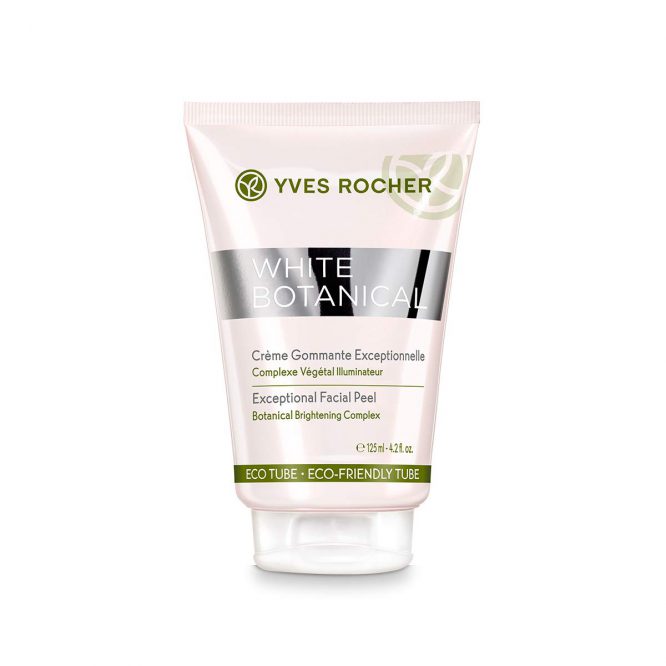 YVES ROCHER
WHITE
BOTANICAL
Crème Gommante Exceptionnelle
Complexe Végétal Illuminateur
Exceptional Facial Peel
Botanical Brightening Complex
℮ 125 ml - 4.2 fl. oz.
ECO TUBE • ECO-FRIENDLY TUBE